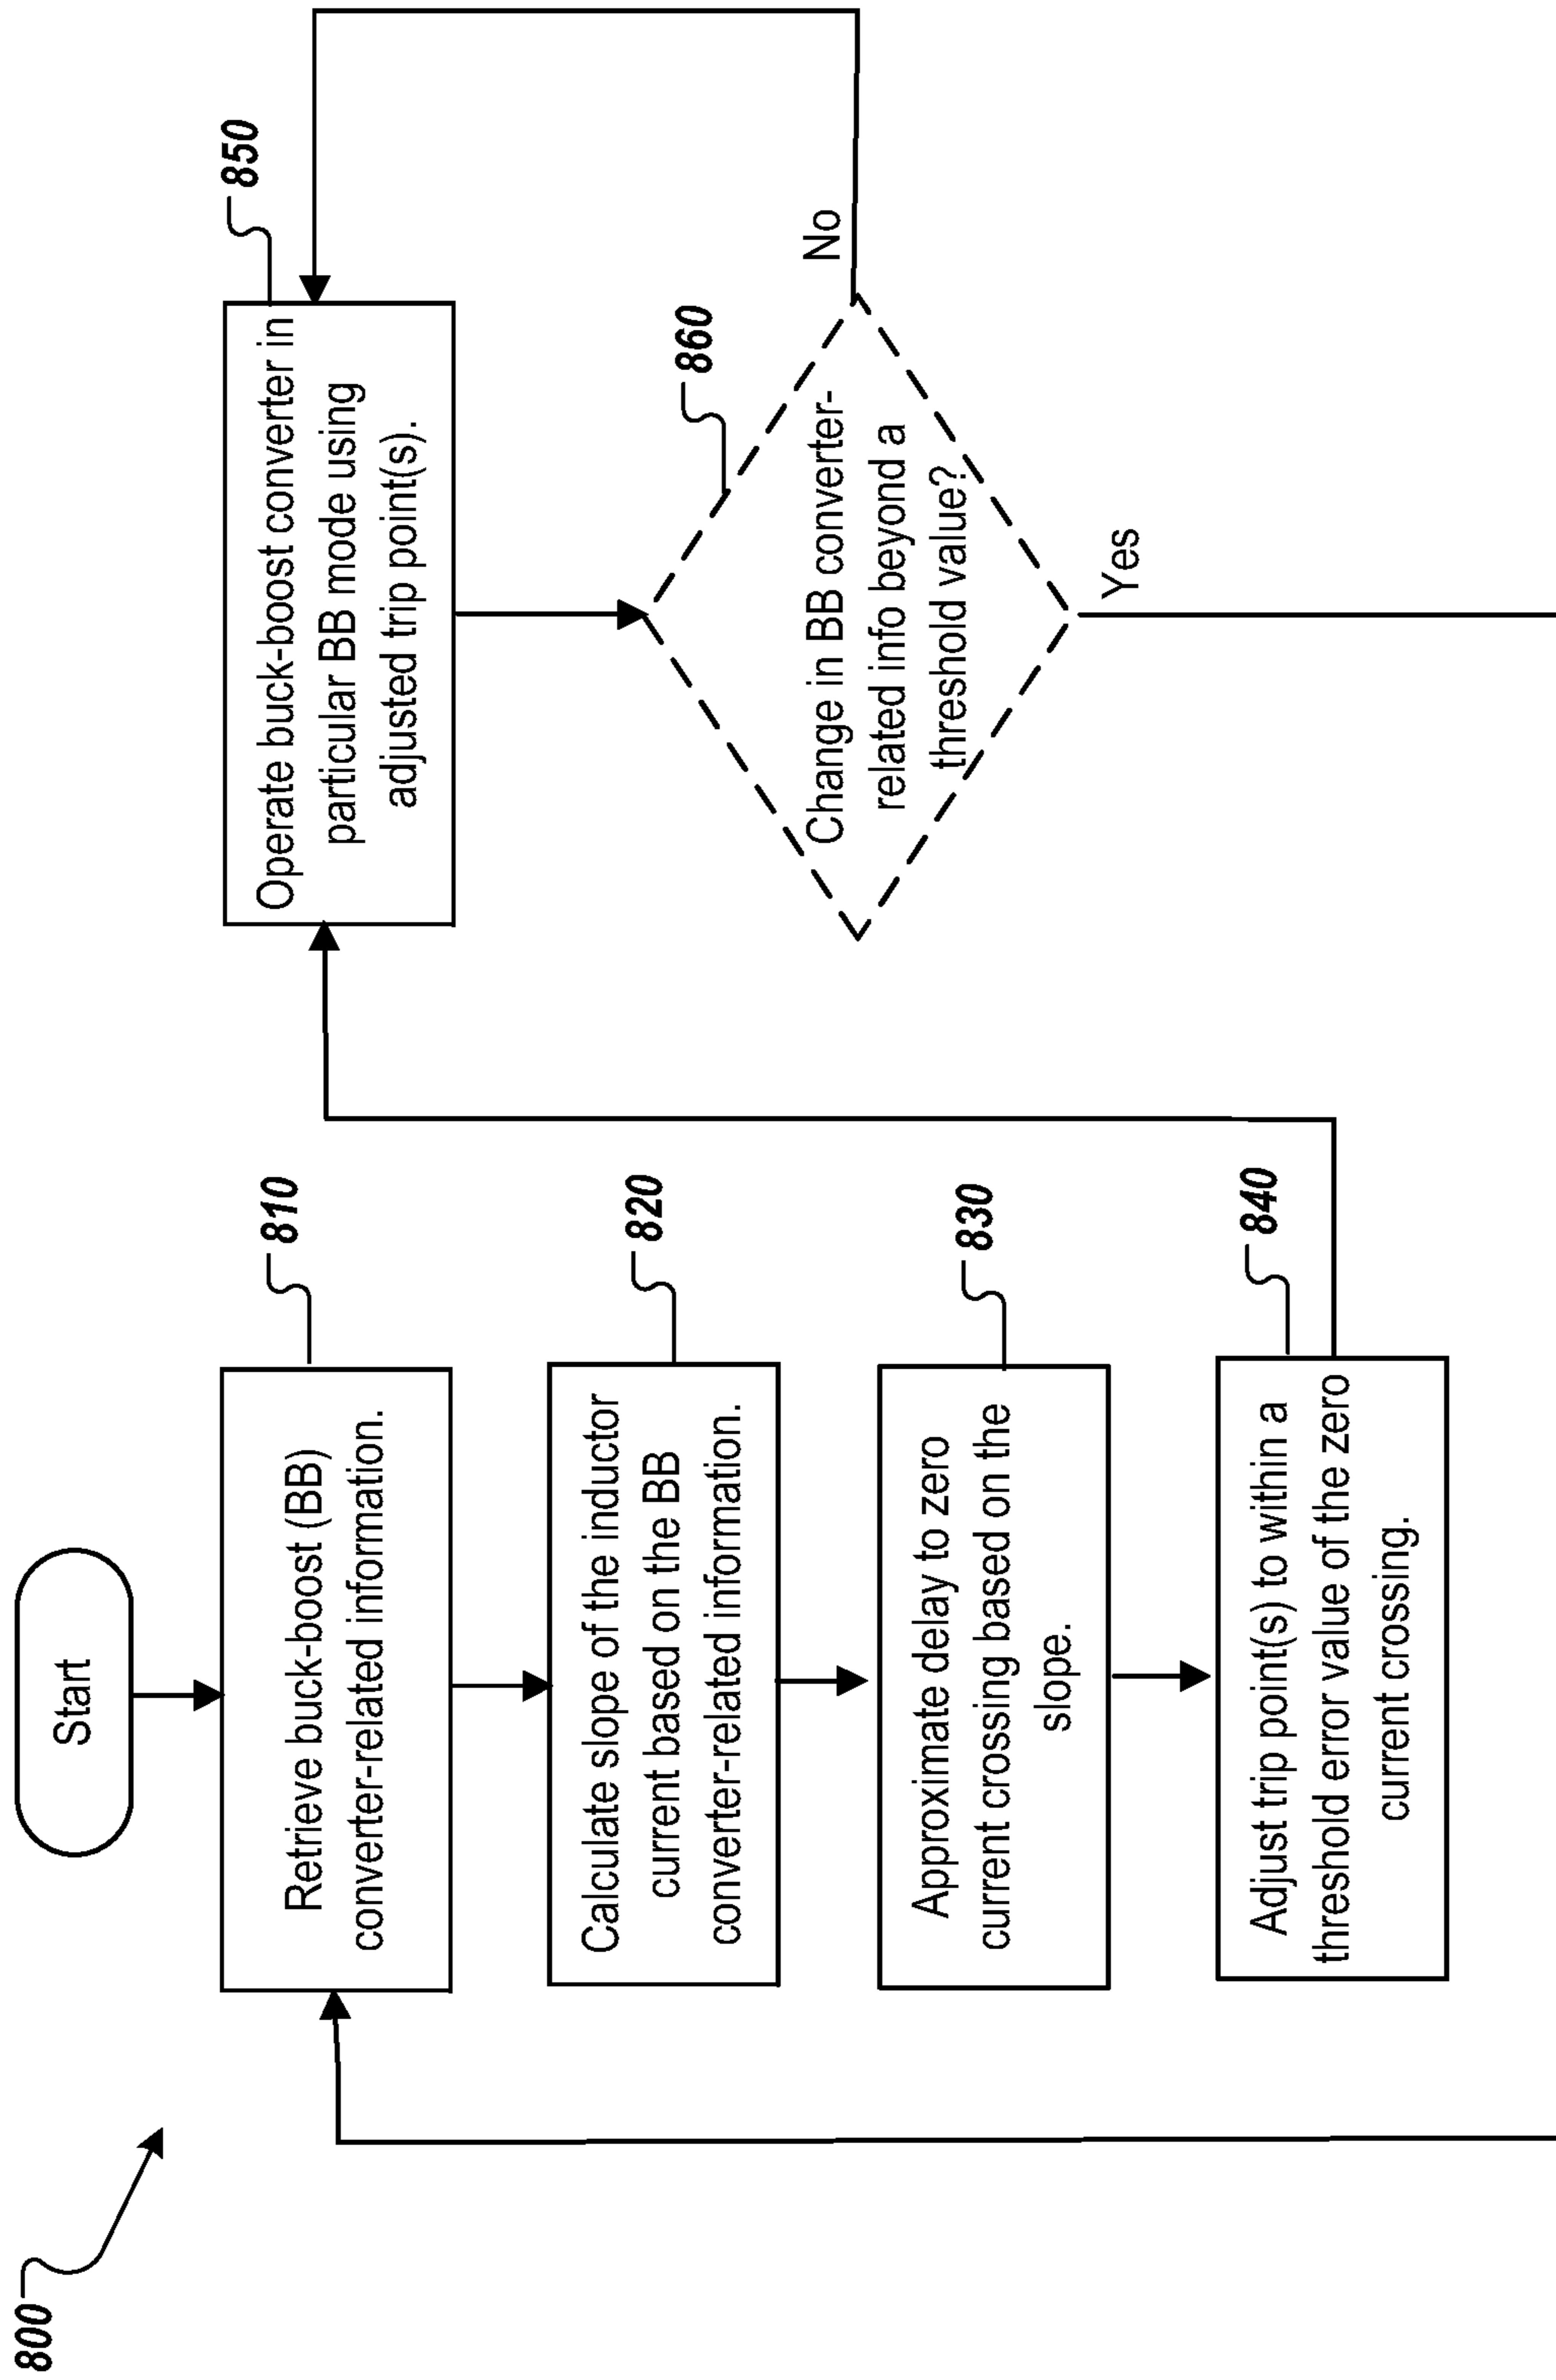 800
Start
810
Retrieve buck-boost (BB)
converter-related information.
820
Calculate slope of the inductor
current based on the BB
converter-related information.
830
Approximate delay to zero
current crossing based on the
slope.
840
Adjust trip point(s) to within a
threshold error value of the zero
current crossing.
850
Operate buck-boost converter in
particular BB mode using
adjusted trip point(s).
860
Change in BB converter-
related info beyond a
threshold value?
No
Yes